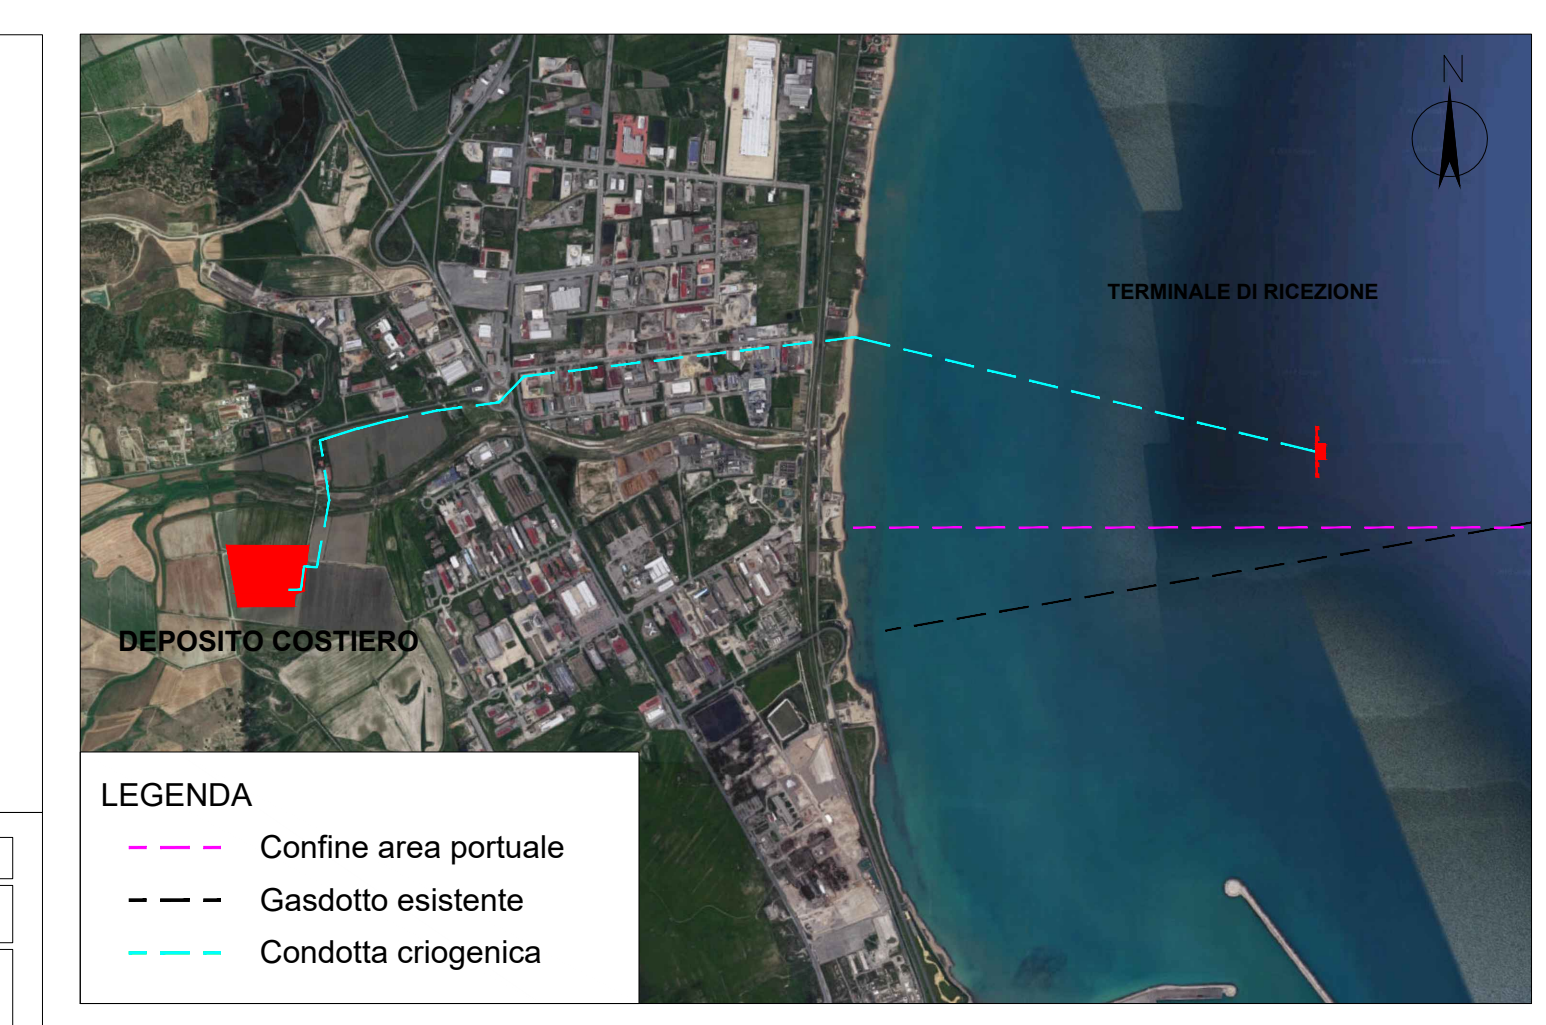 N
TERMINALE DI RICEZIONE
DEPOSITO COSTIERO
LEGENDA
Confine area portuale
Gasdotto esistente
Condotta criogenica